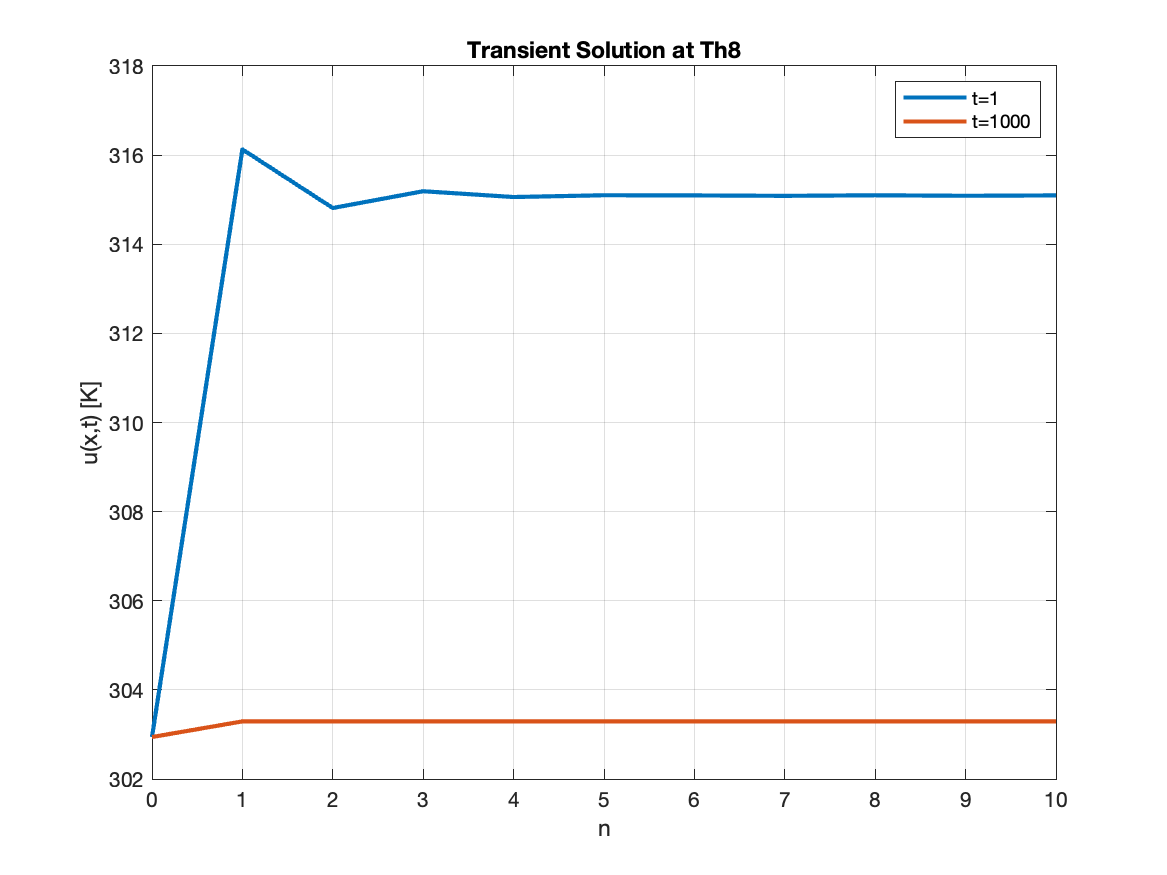 Transient Solution at Th8
318
316
314
312
310
308
306
304
302
u(x,t) [K]
t=1
t=1000
0 1 2 3 4 5 6 7 8 9 10
n